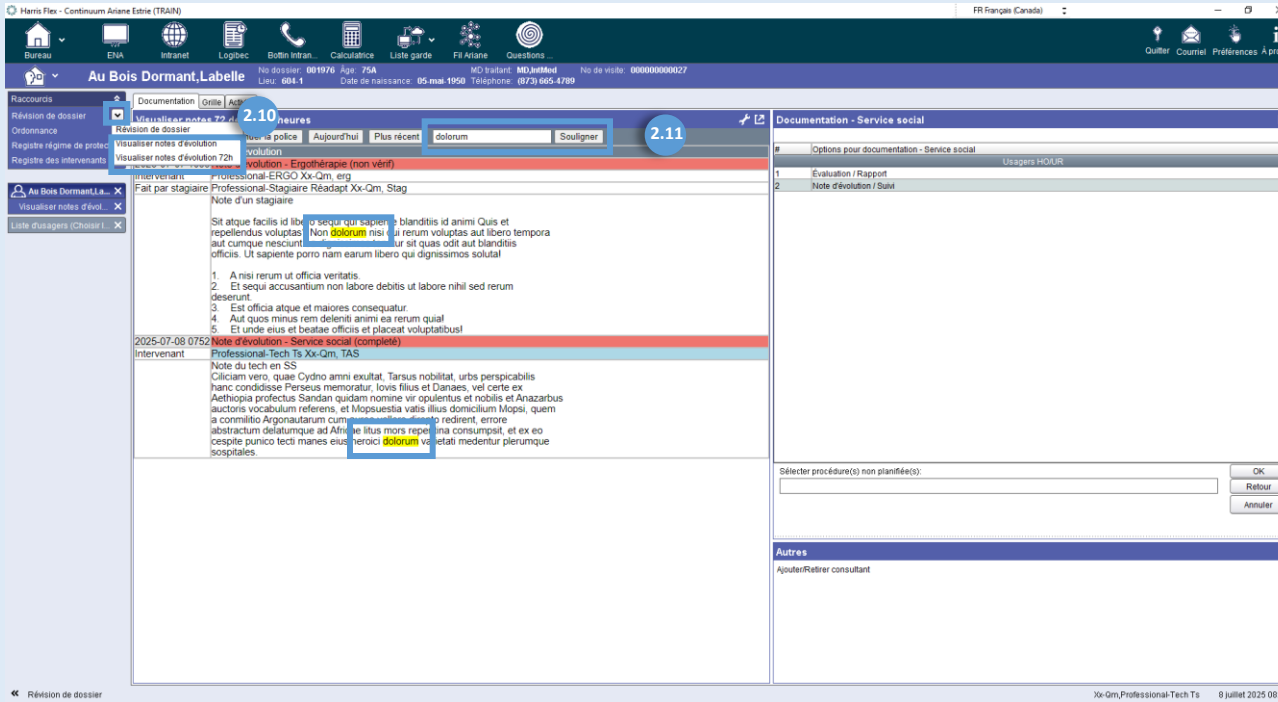 Harris Flex - Continuum Ariane Estrie (TRAIN)
FR Français (Canada)
Bureau
ENA
Intranet
Logibec
Bottin Intran...
Calculatrice
Liste garde
Fil Ariane
Questions ...
Quitter
Courriel
Préférences
Au Bois Dormant,Labelle
No dossier: 001976 Âge: 75A MD traitant: MD,IntMed No de visite: 000000000027
Lieu: 604-1 Date de naissance: 05-mai-1950 Téléphone: (873) 665-4789
Raccourcis
Révision de dossier
Ordonnance
Registre régime de protec
Registre des intervenants
Révision de dossier
Visualiser notes d'évolution
Visualiser notes d'évolution 72h
Au Bois Dormant,La...
Visualiser notes d'évol...
Liste d'usagers (Choisir l...
Documentation
Grille
2.10
2.11
la police
Aujourd'hui
Plus récent
dolorum
Souligner
Note d'évolution - Ergothérapie (non vérif)
Intervenant Professional-ERGO Xx-Qm, erg
Fait par stagiaire Professional-Stagiaire Réadapt Xx-Qm, Stag
Note d'un stagiaire
Sit atque facilis id libero sequi qui sapiente blanditiis id animi Quis et
repellendus voluptas Non dolorum nisi qui rerum voluptas aut libero tempora
aut cumque nesciunt ur sit quas odit aut blanditiis
officiis. Ut sapiente porro nam earum libero qui dignissimos soluta!
1. A nisi rerum ut officia veritatis.
2. Et sequi accusantium non labore debitis ut labore nihil sed rerum
deserunt.
3. Est officia atque et maiores consequatur.
4. Aut quos minus rem deleniti animi ea rerum quia!
5. Et unde eius et beatae officiis et placeat voluptatibus!
2025-07-08 0752 Note d'évolution - Service social (completé)
Intervenant Professional-Tech Ts Xx-Qm, TAS
Note du tech en SS
Ciliciam vero, quae Cydno amni exultat, Tarsus nobilitat, urbs perspicabilis
hanc condidisse Perseus memoratur, Iovis filius et Danaes, vel certe ex
Aethiopia profectus Sandan quidam nomine vir opulentus et nobilis et Anazarbus
auctoris vocabulum referens, et Mopsuestia vatis illius domicilium Mopsi, quem
a conmilitio Argonautarum cum redirent, errore
abstractum delatumque ad Africae litus mors repentina consumpsit, et ex eo
cespite punico tecti manes eius heroici dolorum varietati medentur plerumque
sospitales.
Documentation - Service social
# Options pour documentation - Service social
Usagers HO/UR
1 Évaluation / Rapport
2 Note d'évolution / Suivi
Sélecter procédure(s) non planifiée(s):
OK
Retour
Annuler
Autres
Ajouter/Retirer consultant
Révision de dossier
Xx-Qm,Professional-Tech Ts 8 juillet 2025 08